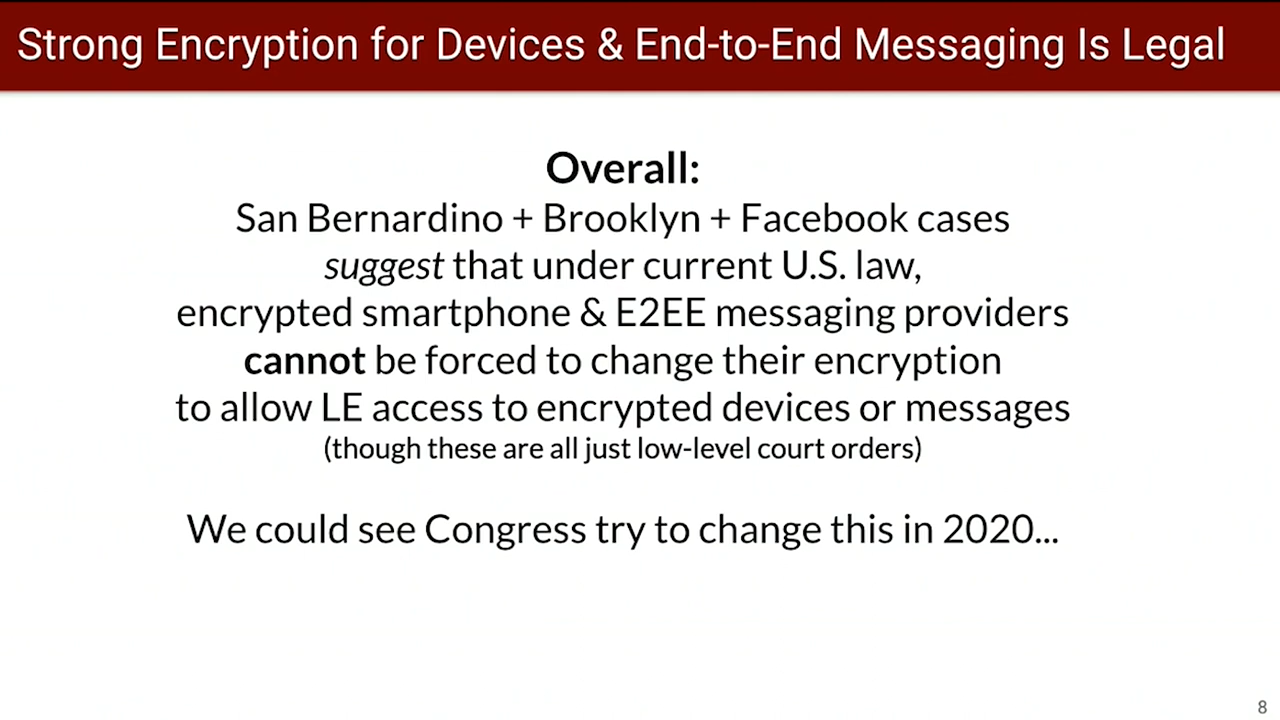 Strong Encryption for Devices & End-to-End Messaging Is Legal
Overall:
San Bernardino + Brooklyn + Facebook cases
suggest that under current U.S. law,
encrypted smartphone & E2EE messaging providers
cannot be forced to change their encryption
to allow LE access to encrypted devices or messages
(though these are all just low-level court orders)
We could see Congress try to change this in 2020...
8